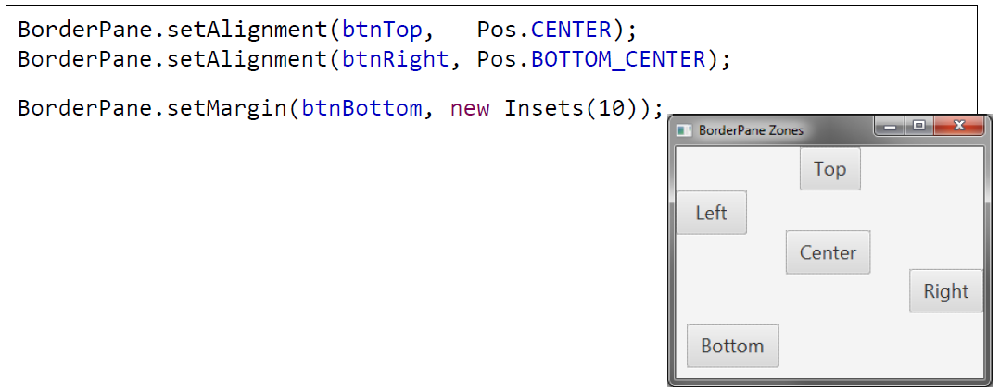 BorderPane.setAlignment(btnTop,   Pos.CENTER);
BorderPane.setAlignment(btnRight, Pos.BOTTOM_CENTER);
BorderPane.setMargin(btnBottom, new Insets(10));
BorderPane Zones
Top
Left
Center
Right
Bottom